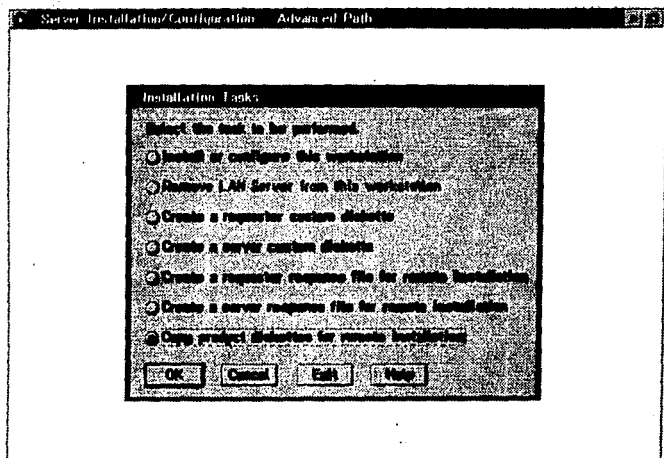 Server Installation/Configuration - Advanced Path
Installation Tasks
Select the task to be performed.
Install or configure this workstation
Remove LAN Server from this workstation
Create a requester custom diskette
Create a server custom diskette
Create a requester response file for remote installation
Create a server response file for remote installation
Copy product diskettes for remote installation
OK
Cancel
Exit
Help